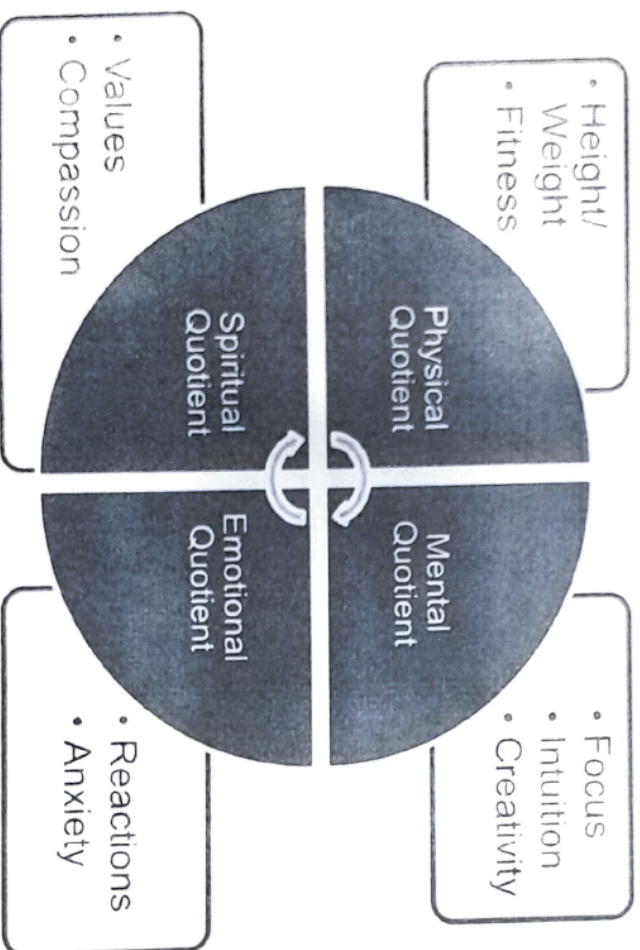 • Height/
Weight
• Fitness
Physical
Quotient
• Focus
• Intuition
• Creativity
Mental
Quotient
• Values
• Compassion
Spiritual
Quotient
Emotional
Quotient
• Reactions
• Anxiety